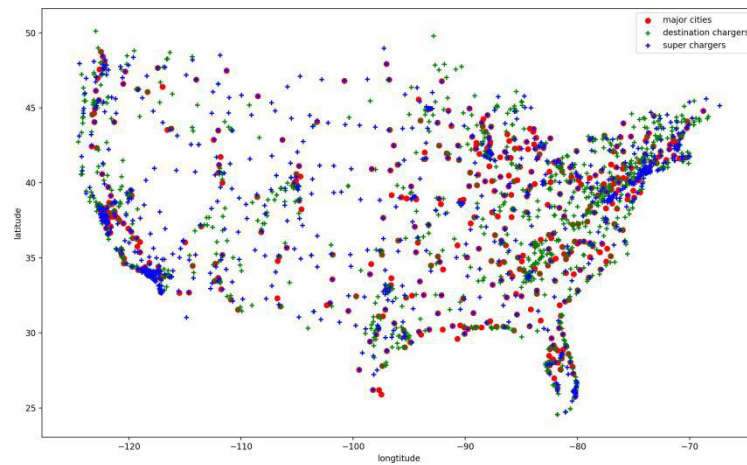 major cities
destination chargers
super chargers
50
45
40
35
30
25
latitude
−120
−110
−100
−90
−80
−70
longtitude